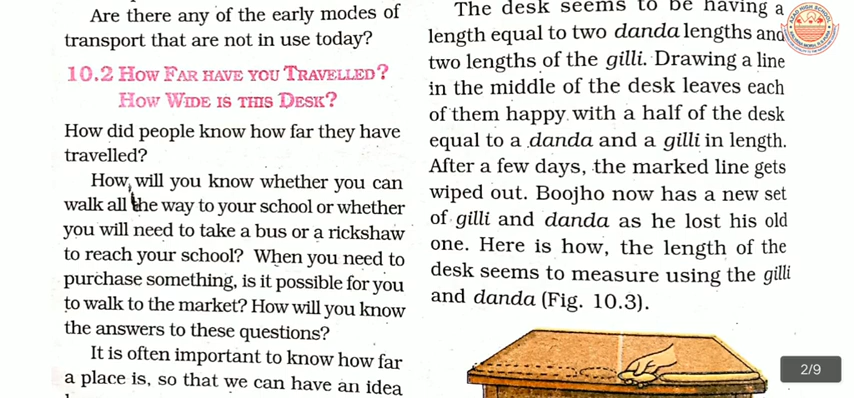 Are there any of the early modes of
transport that are not in use today?
10.2 HOW FAR HAVE YOU TRAVELLED?
HOW WIDE IS THIS DESK?
How did people know how far they have
travelled?
How will you know whether you can
walk all the way to your school or whether
you will need to take a bus or a rickshaw
to reach your school? When you need to
purchase something, is it possible for you
to walk to the market? How will you know
the answers to these questions?
It is often important to know how far
a place is, so that we can have an idea
The desk seems to be having a
length equal to two danda lengths and
two lengths of the gilli. Drawing a line
in the middle of the desk leaves each
of them happy with a half of the desk
equal to a danda and a gilli in length.
After a few days, the marked line gets
wiped out. Boojho now has a new set
of gilli and danda as he lost his old
one. Here is how, the length of the
desk seems to measure using the gilli
and danda (Fig. 10.3).
2/9